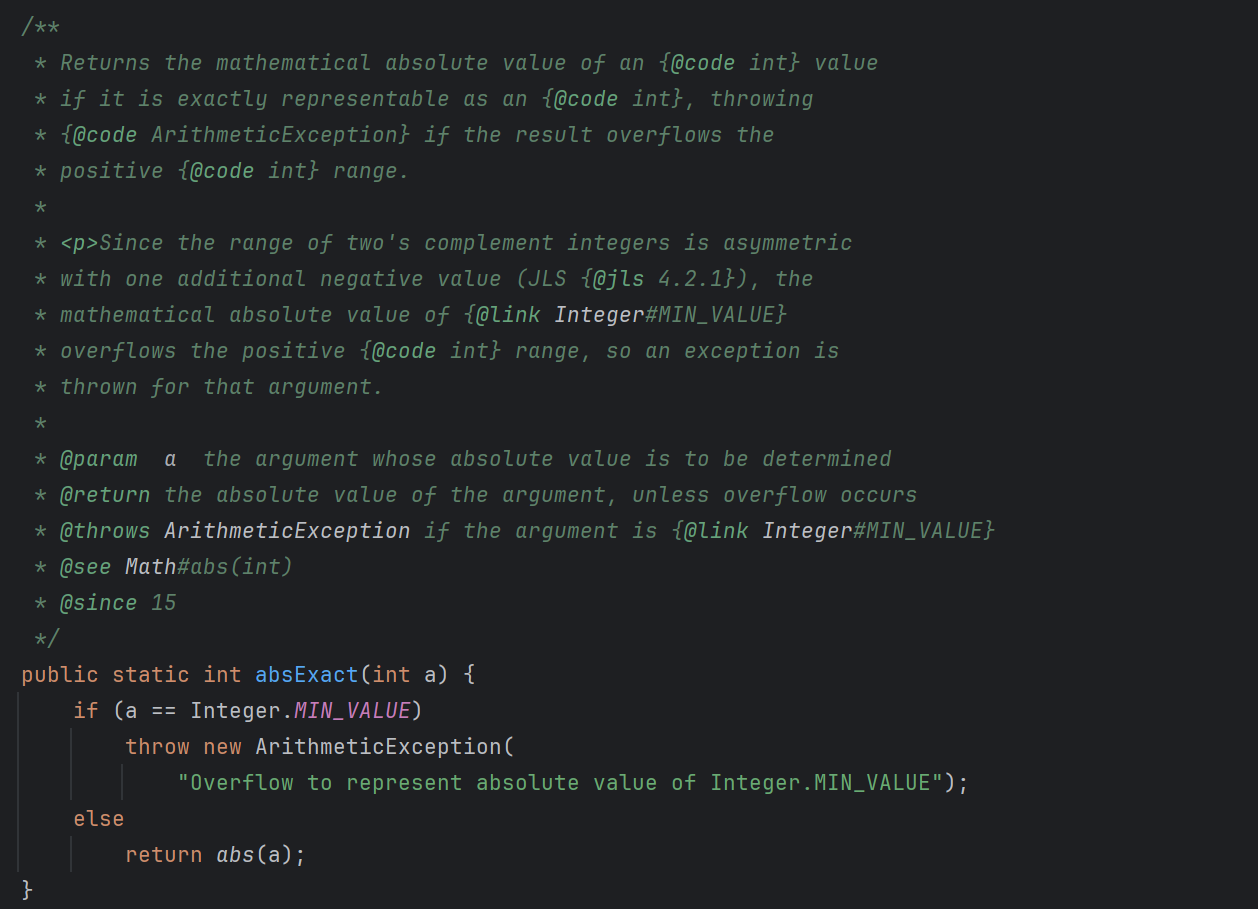 /**
 * Returns the mathematical absolute value of an {@code int} value
 * if it is exactly representable as an {@code int}, throwing
 * {@code ArithmeticException} if the result overflows the
 * positive {@code int} range.
 *
 * <p>Since the range of two's complement integers is asymmetric
 * with one additional negative value (JLS {@jls 4.2.1}), the
 * mathematical absolute value of {@link Integer#MIN_VALUE}
 * overflows the positive {@code int} range, so an exception is
 * thrown for that argument.
 *
 * @param  a  the argument whose absolute value is to be determined
 * @return the absolute value of the argument, unless overflow occurs
 * @throws ArithmeticException if the argument is {@link Integer#MIN_VALUE}
 * @see Math#abs(int)
 * @since 15
 */
public static int absExact(int a) {
    if (a == Integer.MIN_VALUE)
        throw new ArithmeticException(
            "Overflow to represent absolute value of Integer.MIN_VALUE");
    else
        return abs(a);
}